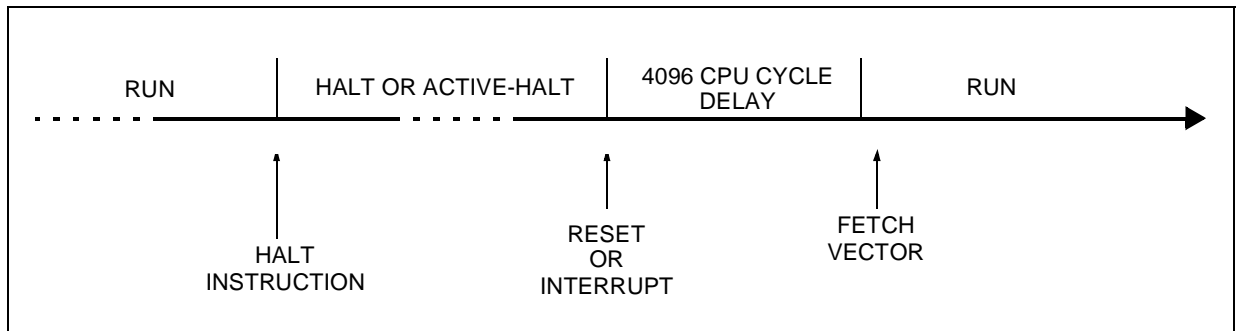 RUN
HALT OR ACTIVE-HALT
4096 CPU CYCLE
DELAY
RUN
HALT
INSTRUCTION
RESET
OR
INTERRUPT
FETCH
VECTOR